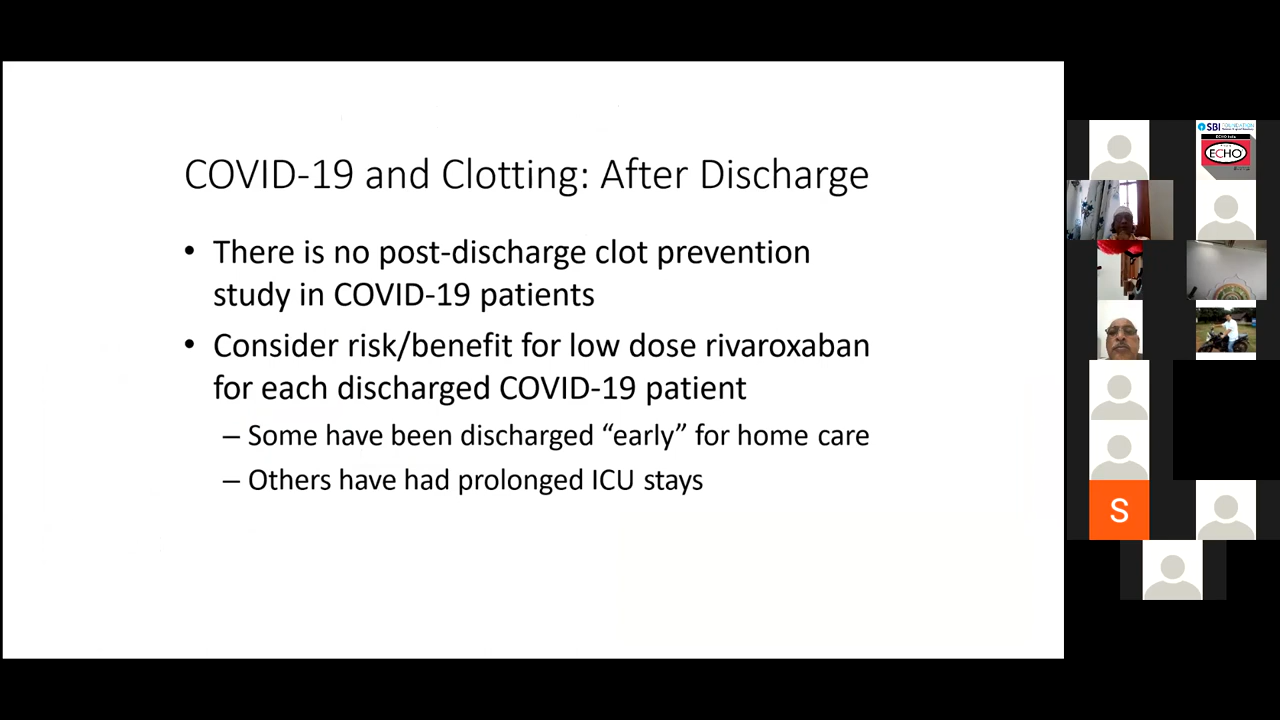 COVID-19 and Clotting: After Discharge
• There is no post-discharge clot prevention
study in COVID-19 patients
• Consider risk/benefit for low dose rivaroxaban
for each discharged COVID-19 patient
– Some have been discharged “early” for home care
– Others have had prolonged ICU stays
SBI
ECHO
S